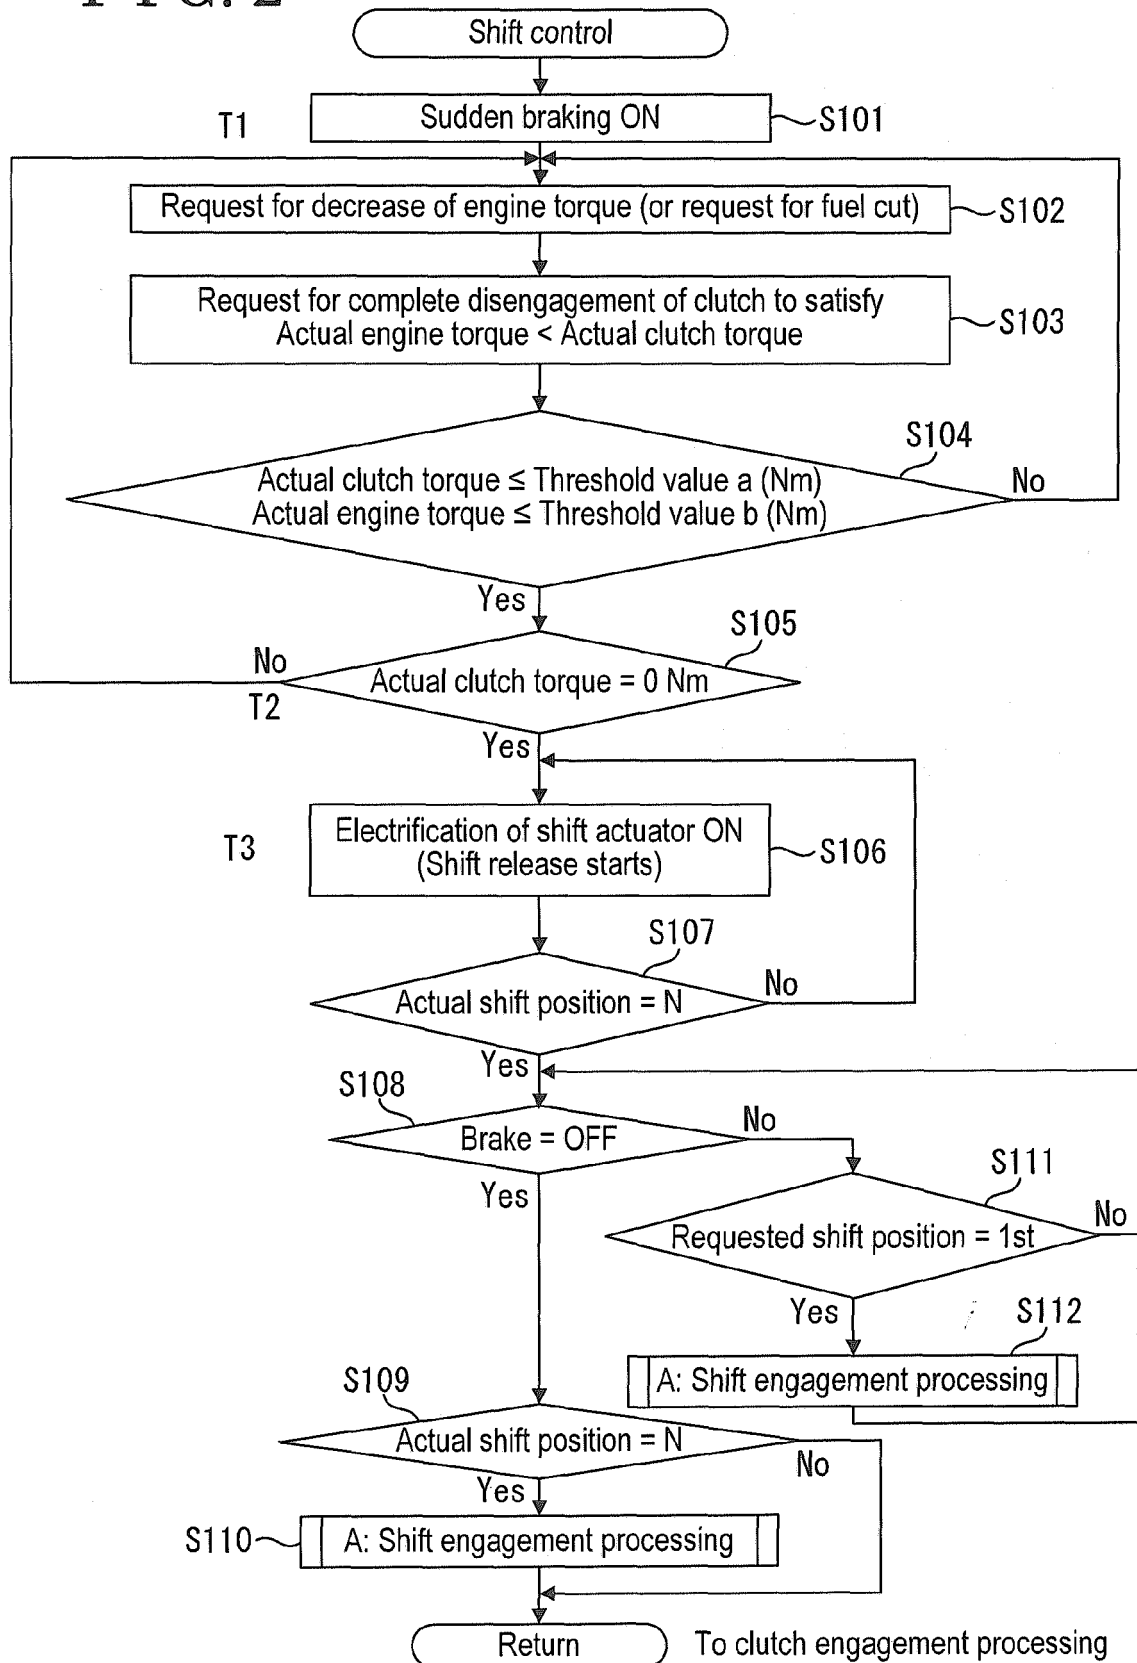 FIG. 2
Shift control
Sudden braking ON
S101
T1
Request for decrease of engine torque (or request for fuel cut)
S102
Request for complete disengagement of clutch to satisfy
Actual engine torque < Actual clutch torque
S103
S104
Actual clutch torque ≤ Threshold value a (Nm)
Actual engine torque ≤ Threshold value b (Nm)
No
Yes
S105
No
Actual clutch torque = 0 Nm
T2
Yes
T3
Electrification of shift actuator ON
(Shift release starts)
S106
S107
Actual shift position = N
No
Yes
S108
Brake = OFF
No
Yes
S111
Requested shift position = 1st
No
Yes
S112
A: Shift engagement processing
S109
Actual shift position = N
No
Yes
S110
A: Shift engagement processing
Return
To clutch engagement processing